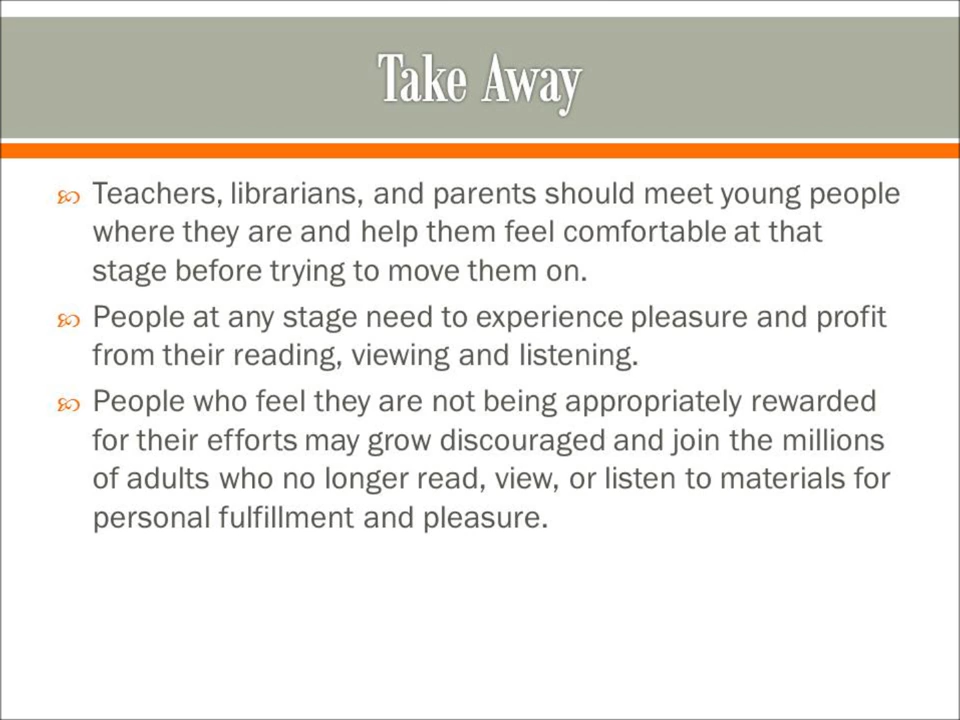 Take Away
Teachers, librarians, and parents should meet young people
where they are and help them feel comfortable at that
stage before trying to move them on.
People at any stage need to experience pleasure and profit
from their reading, viewing and listening.
People who feel they are not being appropriately rewarded
for their efforts may grow discouraged and join the millions
of adults who no longer read, view, or listen to materials for
personal fulfillment and pleasure.